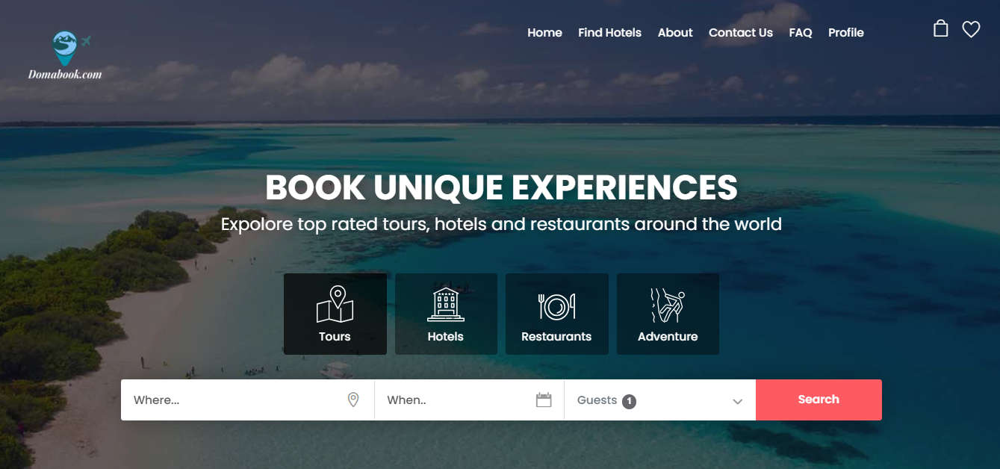 Home Find Hotels About Contact Us FAQ Profile
Domabook.com
BOOK UNIQUE EXPERIENCES
Expolore top rated tours, hotels and restaurants around the world
Tours Hotels Restaurants Adventure
Where... When.. Guests 1 Search